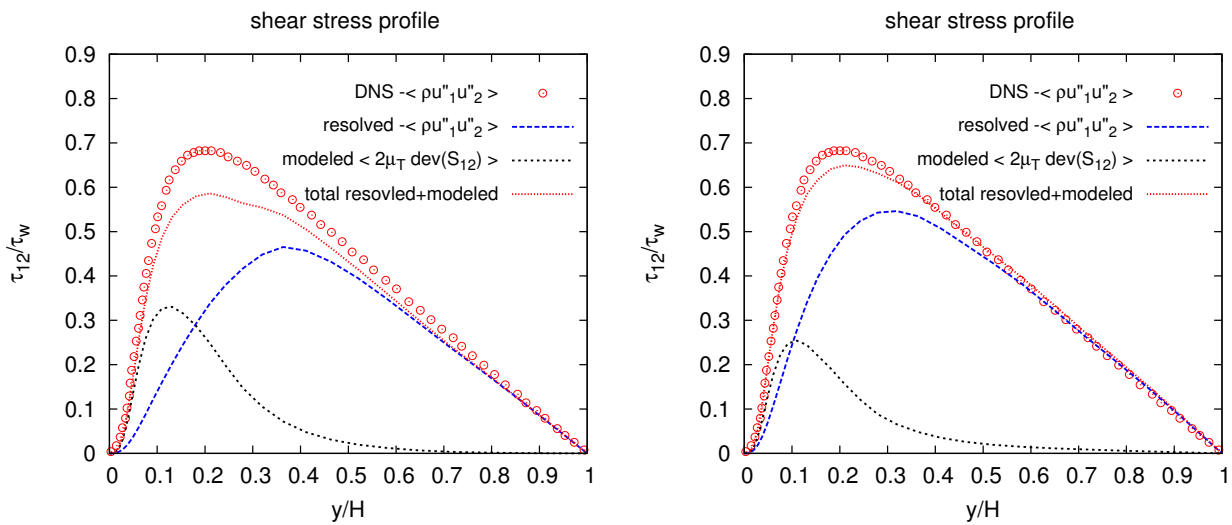 shear stress profile
0.9
0.8
0.7
0.6
0.5
0.4
0.3
0.2
0.1
0
τ12/τw
DNS -< ρu"1u"2 >
resolved -< ρu"1u"2 >
modeled < 2μT dev(S12) >
total resovled+modeled
0 0.1 0.2 0.3 0.4 0.5 0.6 0.7 0.8 0.9 1
y/H
shear stress profile
0.9
0.8
0.7
0.6
0.5
0.4
0.3
0.2
0.1
0
τ12/τw
DNS -< ρu"1u"2 >
resolved -< ρu"1u"2 >
modeled < 2μT dev(S12) >
total resovled+modeled
0 0.1 0.2 0.3 0.4 0.5 0.6 0.7 0.8 0.9 1
y/H